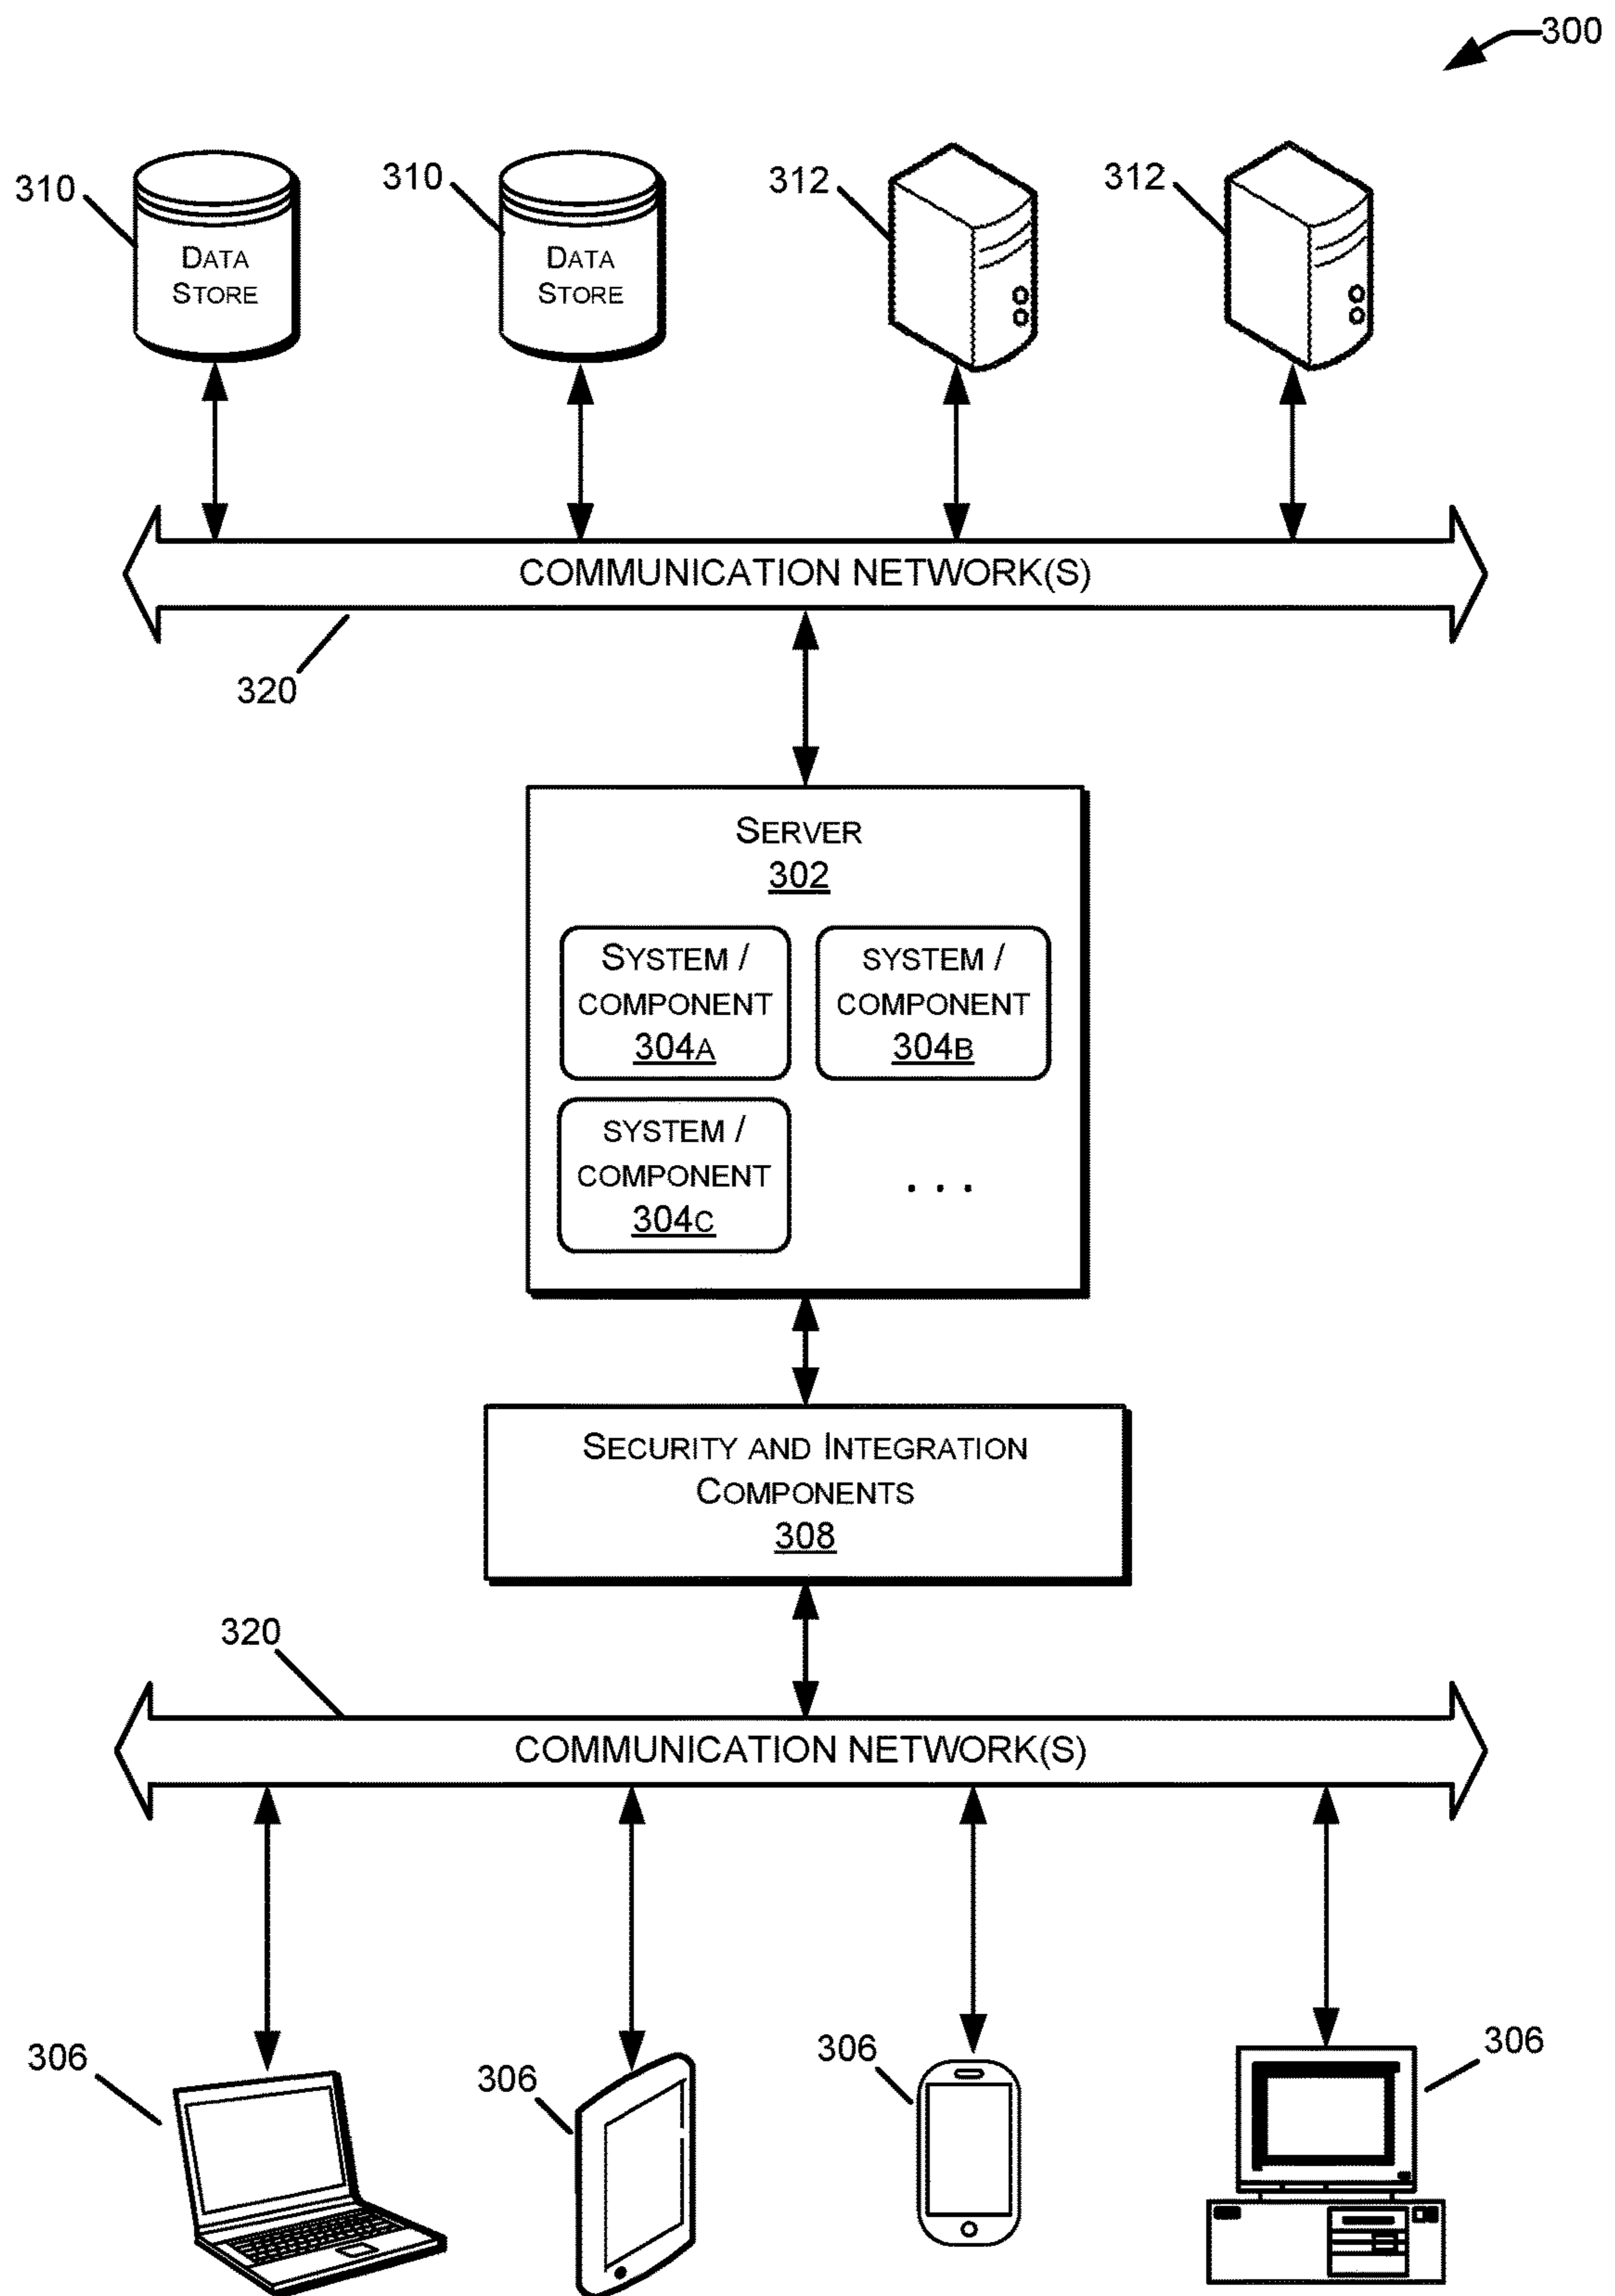 300
310
310
312
312
DATA
STORE
DATA
STORE
COMMUNICATION NETWORK(S)
320
SERVER
302
SYSTEM /
COMPONENT
304A
SYSTEM /
COMPONENT
304B
SYSTEM /
COMPONENT
304C
. . .
SECURITY AND INTEGRATION
COMPONENTS
308
320
COMMUNICATION NETWORK(S)
306
306
306
306